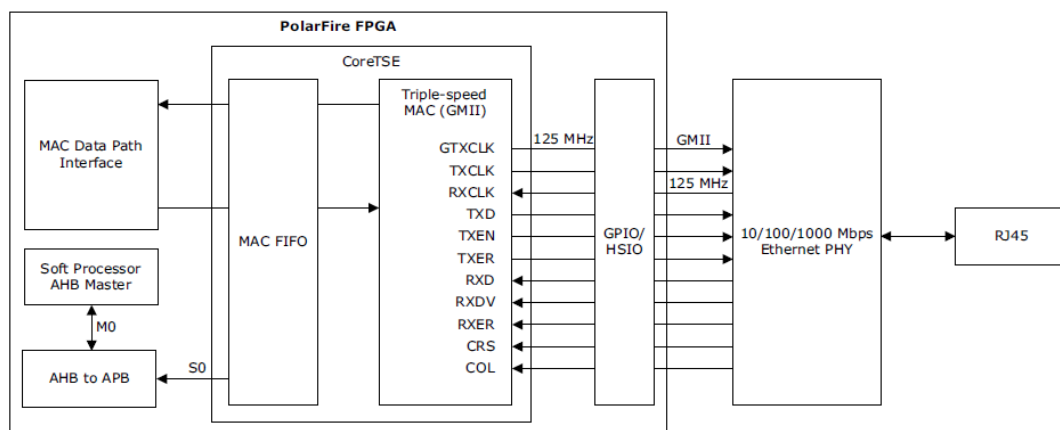 PolarFire FPGA
CoreTSE
MAC Data Path
Interface
Soft Processor
AHB Master
M0
AHB to APB
S0
MAC FIFO
Triple-speed
MAC (GMII)
GTXCLK
TXCLK
RXCLK
TXD
TXEN
TXER
RXD
RXDV
RXER
CRS
COL
125 MHz
GPIO/
HSIO
GMII
125 MHz
10/100/1000 Mbps
Ethernet PHY
RJ45